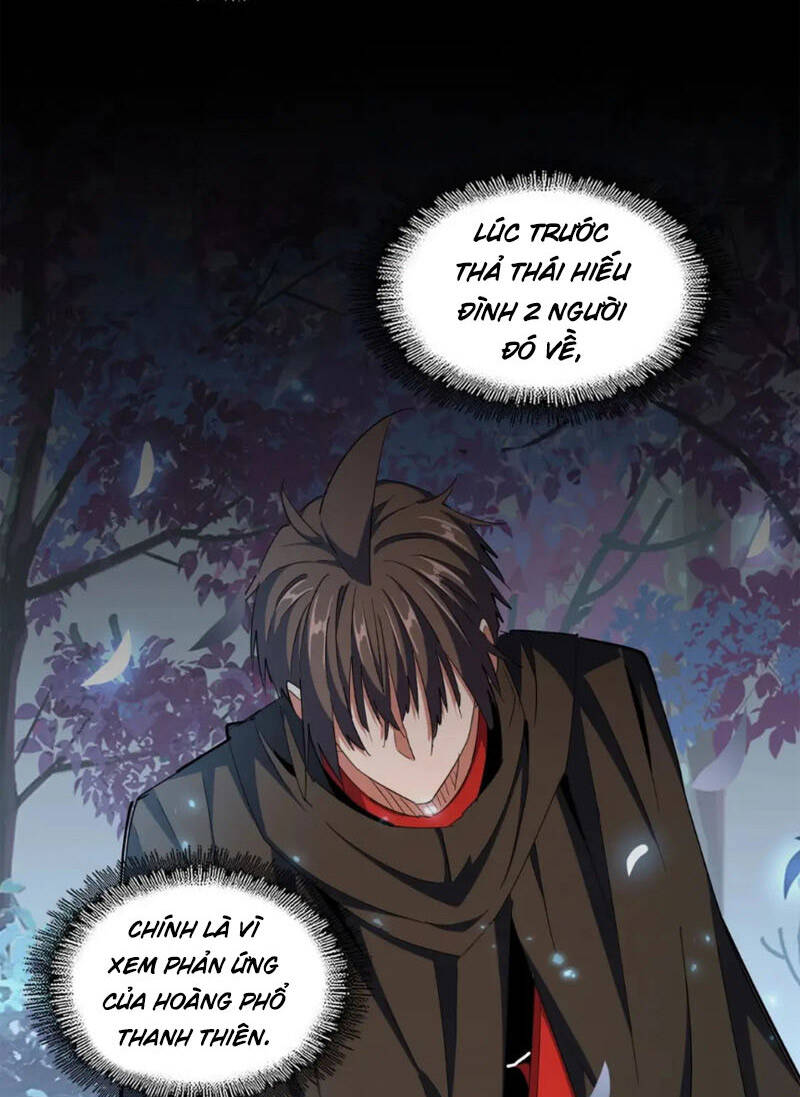 LÚC TRƯỚC
THẢ THÁI HIẾU
ĐÌNH 2 NGƯỜI
ĐÓ VỀ,
CHÍNH LÀ VÌ
XEM PHẢN ỨNG
CỦA HOÀNG PHỔ
THANH THIÊN.